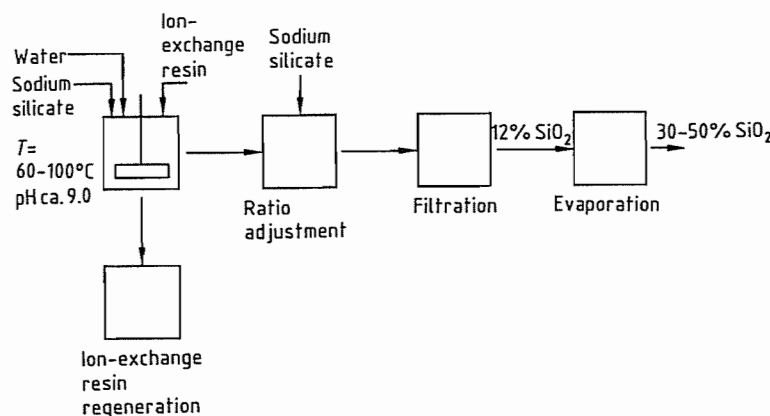 Water
Sodium
silicate
Ion-
exchange
resin
T=
60-100°C
pH ca. 9.0
Sodium
silicate
Ratio
adjustment
Filtration
12% SiO₂
Evaporation
30-50% SiO₂
Ion-exchange
resin
regeneration